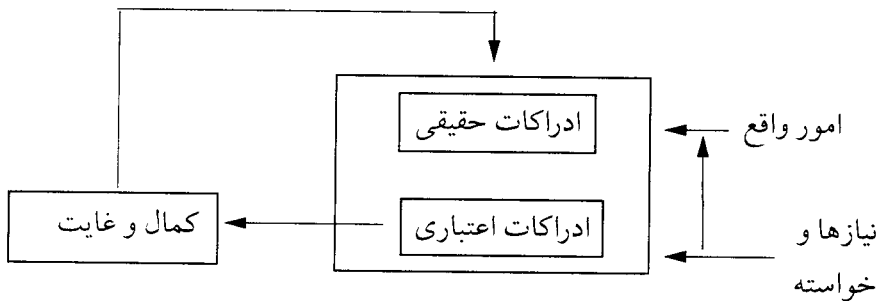 ادراکات حقیقی
امور واقع
ادراکات اعتباری
کمال و غایت
نیازها و
خواسته